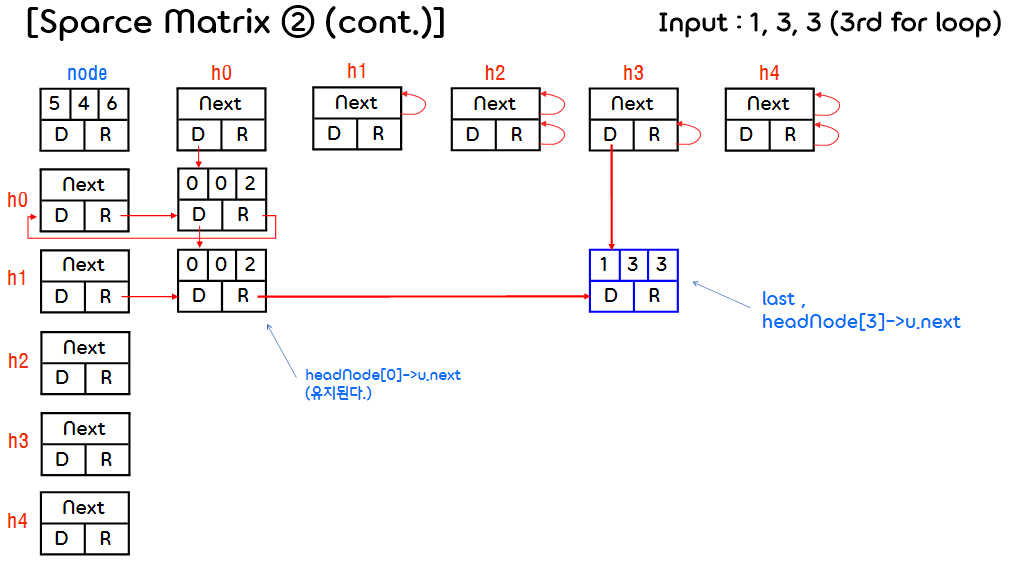 [Sparce Matrix ② (cont.)]
Input : 1, 3, 3 (3rd for loop)
node h0 h1 h2 h3 h4
5 4 6 Next Next Next Next Next
D R D R D R D R D R D R
h0 Next 0 0 2
D R D R
h1 Next 0 0 2 1 3 3
D R D R D R
last ,
headNode[3]->u.next
h2 Next
D R
headNode[0]->u.next
(유지된다.)
h3 Next
D R
h4 Next
D R